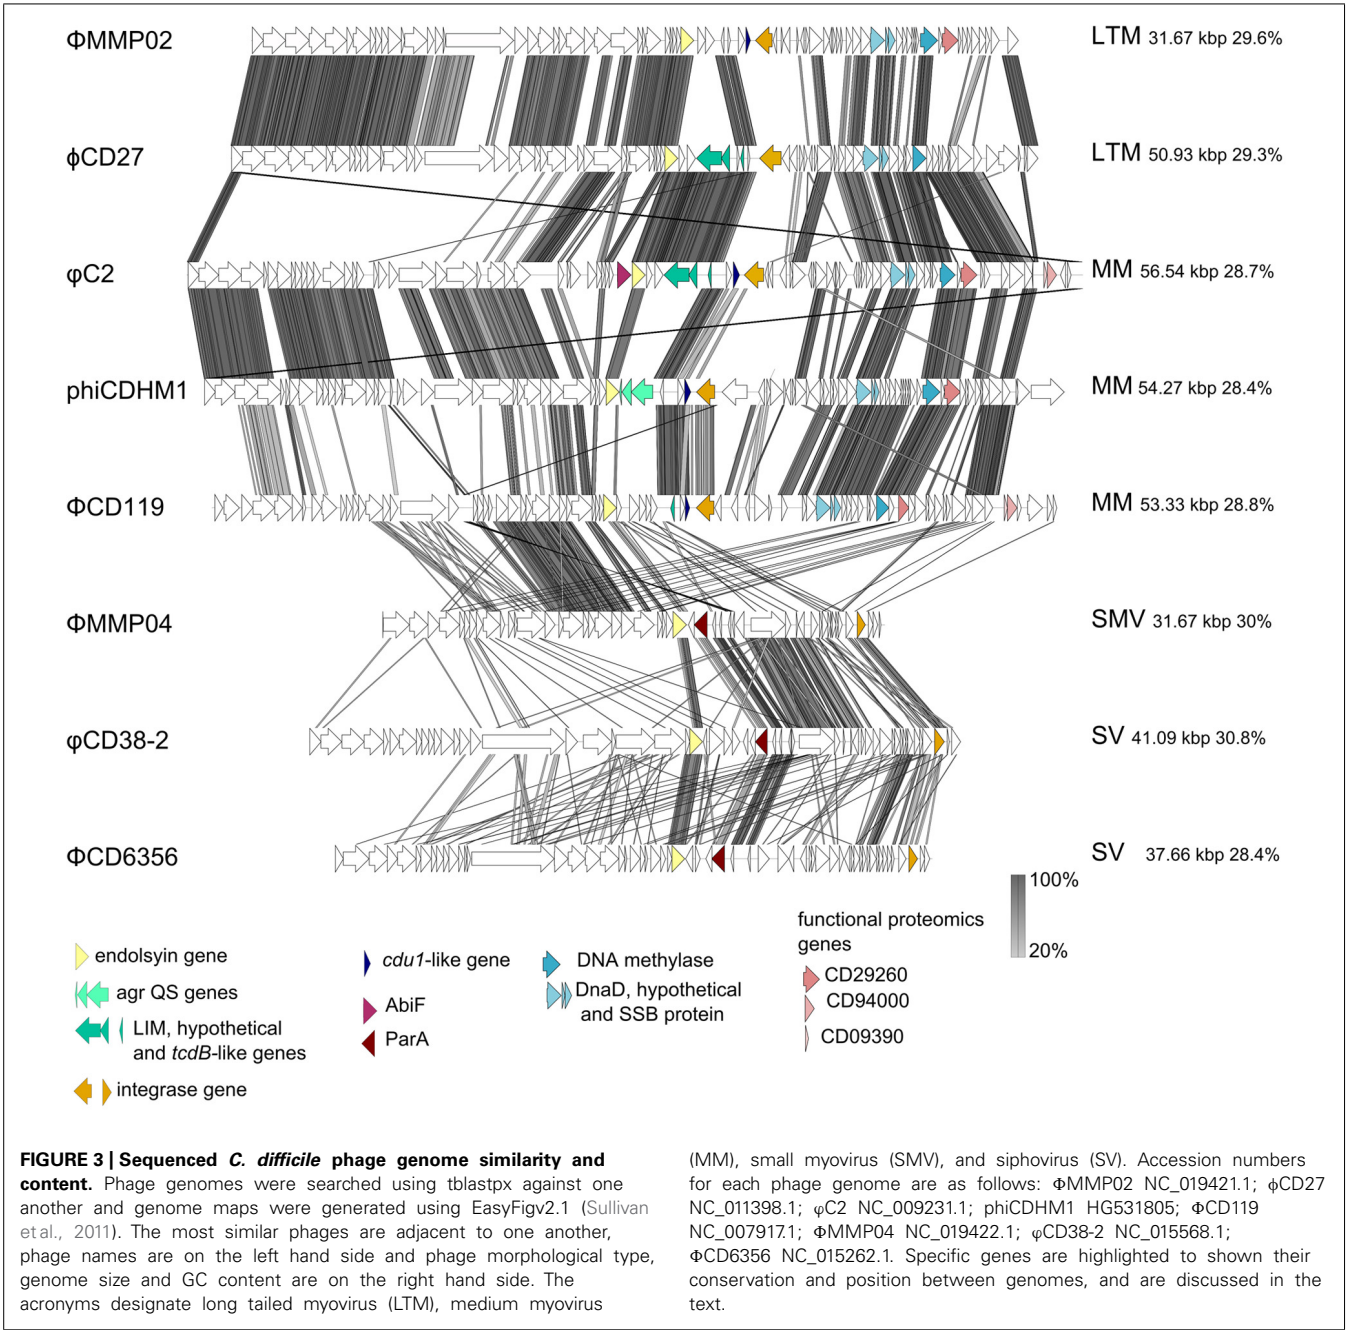 ΦMMP02
LTM 31.67 kbp 29.6%
ϕCD27
LTM 50.93 kbp 29.3%
φC2
MM 56.54 kbp 28.7%
phiCDHM1
MM 54.27 kbp 28.4%
ΦCD119
MM 53.33 kbp 28.8%
ΦMMP04
SMV 31.67 kbp 30%
φCD38-2
SV 41.09 kbp 30.8%
ΦCD6356
SV 37.66 kbp 28.4%
100%
20%
endolsyin gene
agr QS genes
LIM, hypothetical
and tcdB-like genes
integrase gene
cdu1-like gene
AbiF
ParA
DNA methylase
DnaD, hypothetical
and SSB protein
functional proteomics
genes
CD29260
CD94000
CD09390
FIGURE 3 | Sequenced C. difficile phage genome similarity and
content. Phage genomes were searched using tblastpx against one
another and genome maps were generated using EasyFigv2.1 (Sullivan
et al., 2011). The most similar phages are adjacent to one another,
phage names are on the left hand side and phage morphological type,
genome size and GC content are on the right hand side. The
acronyms designate long tailed myovirus (LTM), medium myovirus
(MM), small myovirus (SMV), and siphovirus (SV). Accession numbers
for each phage genome are as follows: ΦMMP02 NC_019421.1; ϕCD27
NC_011398.1; φC2 NC_009231.1; phiCDHM1 HG531805; ΦCD119
NC_007917.1; ΦMMP04 NC_019422.1; φCD38-2 NC_015568.1;
ΦCD6356 NC_015262.1. Specific genes are highlighted to shown their
conservation and position between genomes, and are discussed in the
text.